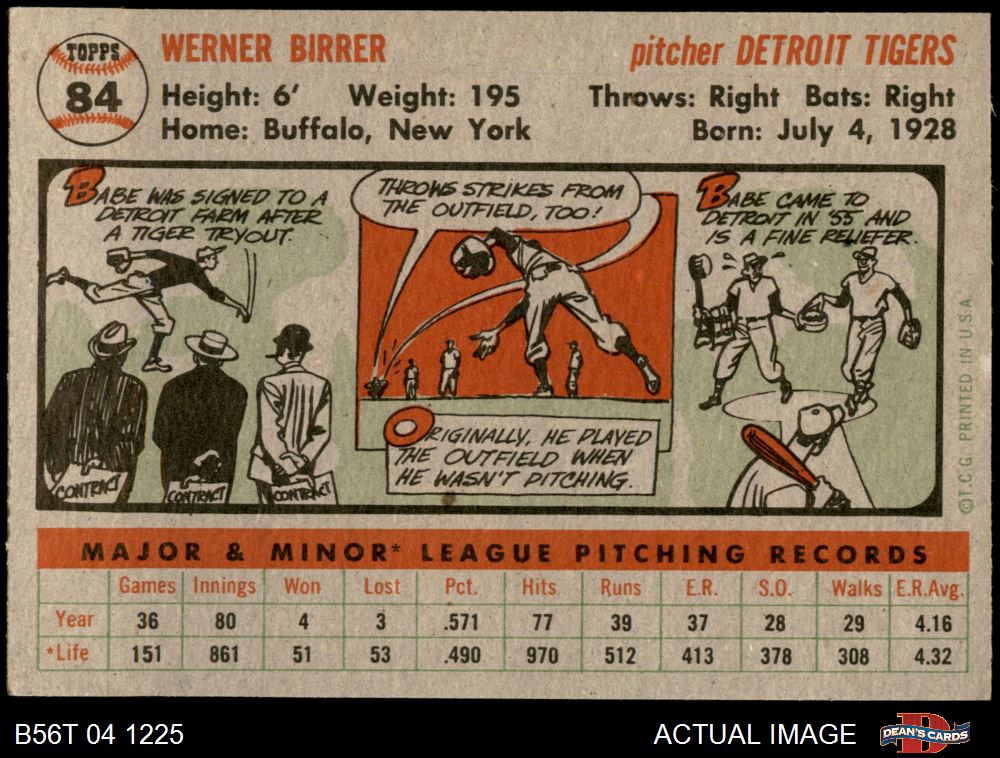 TOPPS
84
WERNER BIRRER
pitcher DETROIT TIGERS
Height: 6' Weight: 195 Throws: Right Bats: Right
Home: Buffalo, New York Born: July 4, 1928
BABE WAS SIGNED TO A
DETROIT FARM AFTER
A TIGER TRYOUT.
CONTRACT
CONTRACT
CONTRACT
THROWS STRIKES FROM
THE OUTFIELD, TOO!
ORIGINALLY, HE PLAYED
THE OUTFIELD WHEN
HE WASN'T PITCHING.
BABE CAME TO
DETROIT IN '55 AND
IS A FINE RELIEFER.
©T.C.G. PRINTED IN U.S.A.
MAJOR & MINOR* LEAGUE PITCHING RECORDS
Games Innings Won Lost Pct. Hits Runs E.R. S.O. Walks E.R.Avg.
Year 36 80 4 3 .571 77 39 37 28 29 4.16
*Life 151 861 51 53 .490 970 512 413 378 308 4.32
B56T 04 1225
ACTUAL IMAGE
D
DEAN'S CARDS